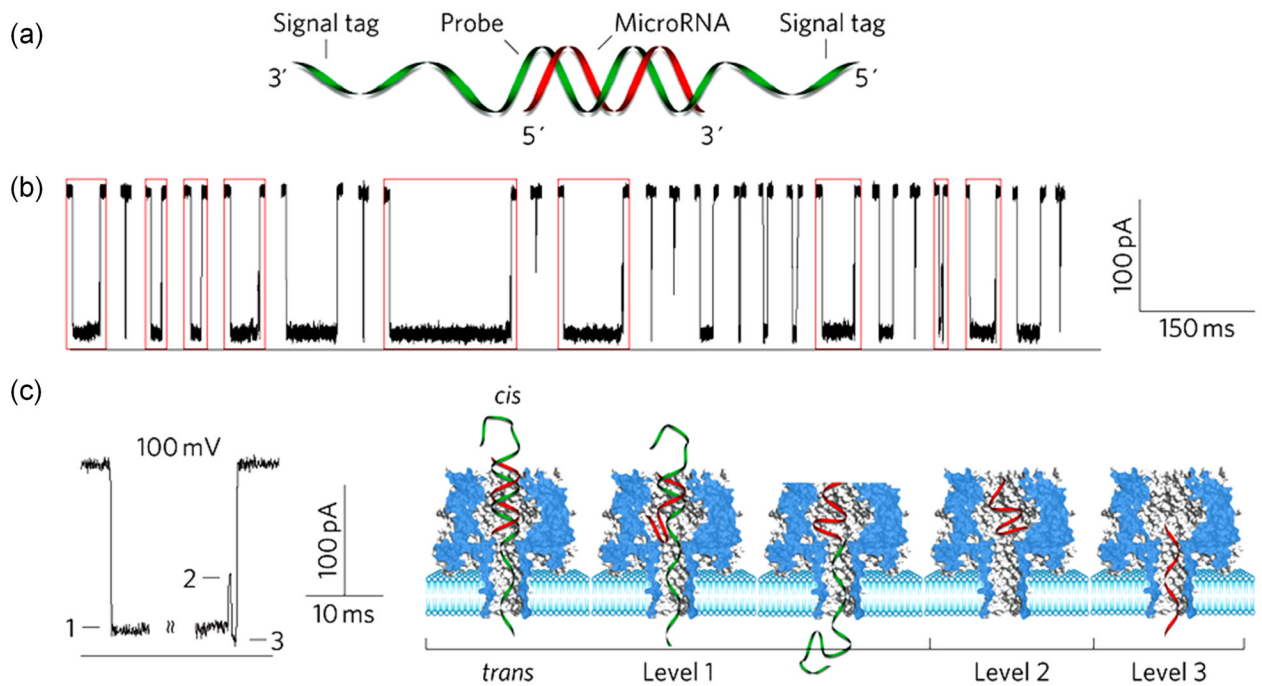 (a)
Signal tag Probe MicroRNA Signal tag
3′ 5′
5′ 3′
(b)
100 pA
150 ms
(c)
cis
100 mV
100 pA
10 ms
1
2
3
trans Level 1 Level 2 Level 3